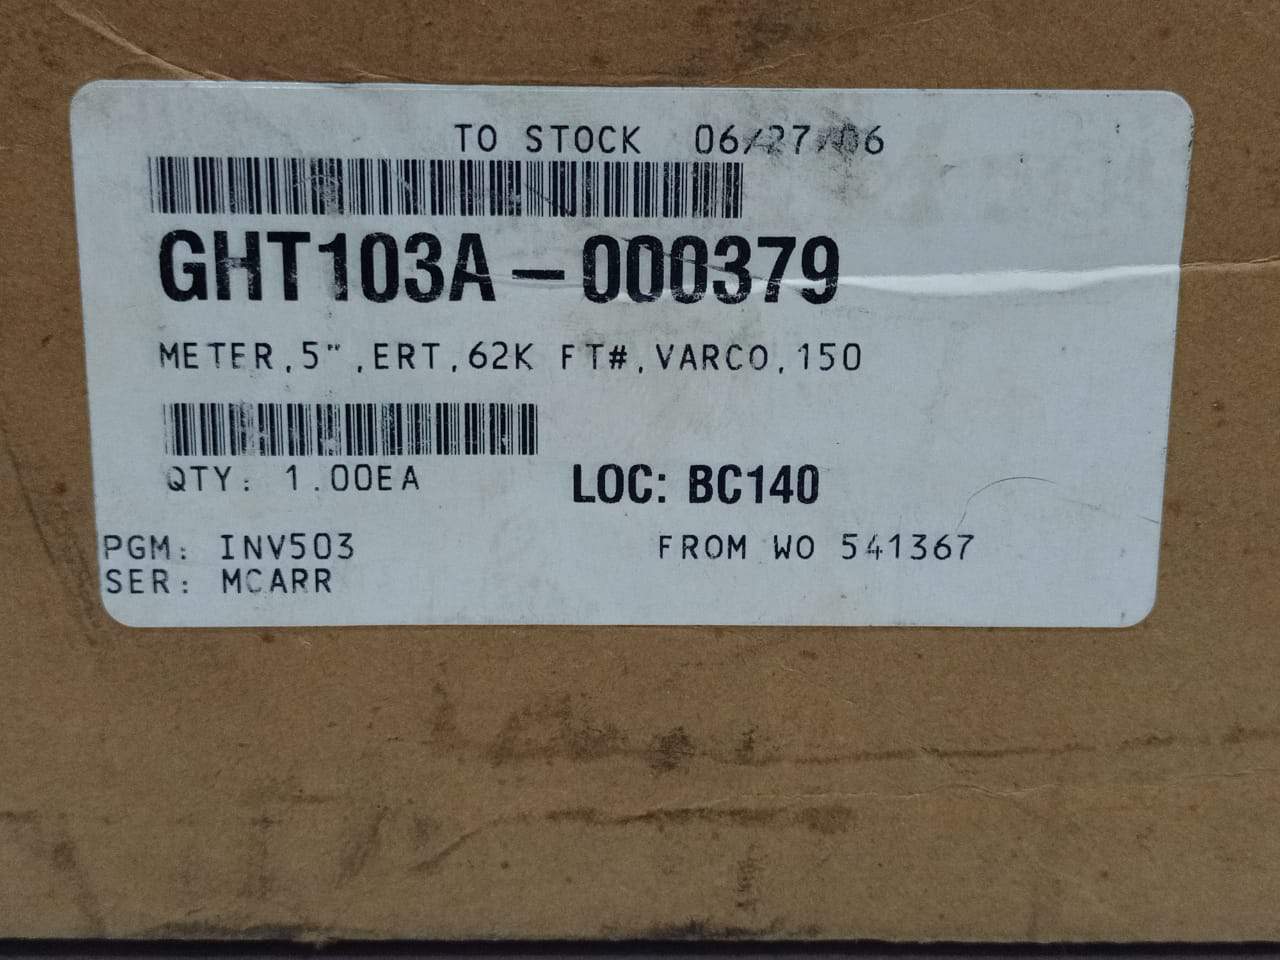 TO STOCK 06/27/06
GHT103A-000379
METER,5",ERT,62K FT#,VARCO,150
QTY: 1.00EA
LOC: BC140
PGM: INV503
FROM WO 541367
SER: MCARR